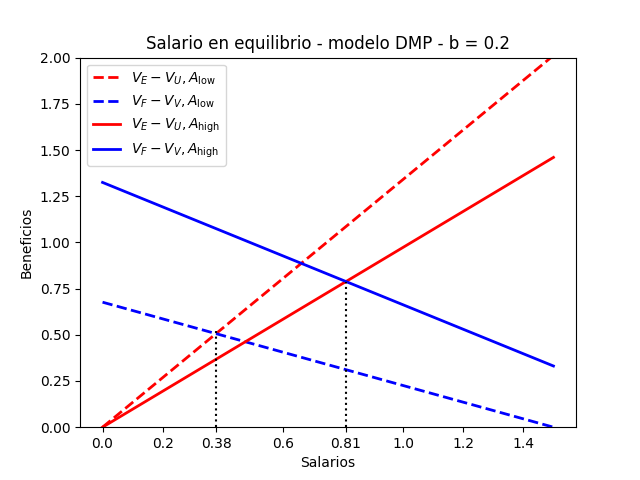 Salario en equilibrio - modelo DMP - b = 0.2
2.00
1.75
1.50
1.25
1.00
0.75
0.50
0.25
0.00
Beneficios
V_E − V_U, A_low
V_F − V_V, A_low
V_E − V_U, A_high
V_F − V_V, A_high
0.0 0.2 0.38 0.6 0.81 1.0 1.2 1.4
Salarios